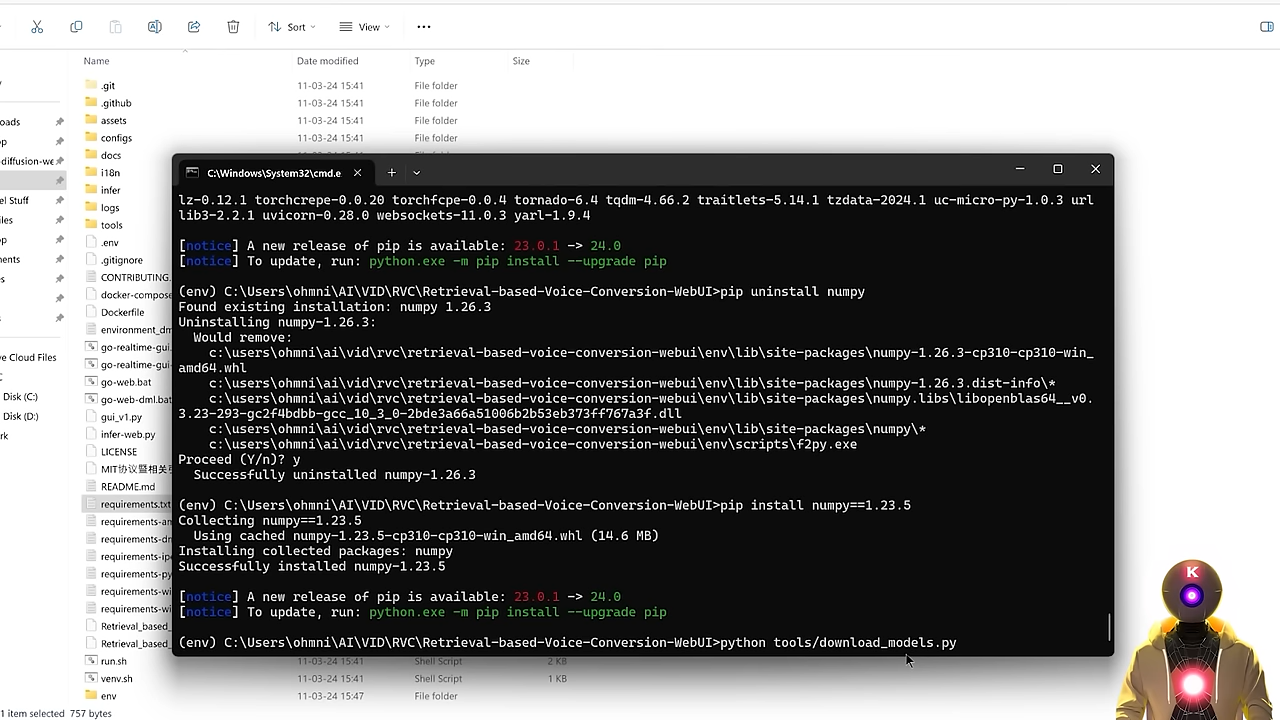 Sort
View
Name Date modified Type Size
.git 11-03-24 15:41 File folder
.github 11-03-24 15:41 File folder
oads assets 11-03-24 15:41 File folder
p configs 11-03-24 15:41 File folder
-diffusion-we docs
i18n
el Stuff infer
iles logs
p tools
ents .env
s .gitignore
CONTRIBUTING.
s docker-compose
Dockerfile
environment_dm
go-realtime-gui.
ve Cloud Files go-realtime-gui-
go-web.bat
Disk (C:) go-web-dml.bat
Disk (D:) gui_v1.py
rk infer-web.py
LICENSE
MIT协议暨相关引
README.md
requirements.txt
requirements-am
requirements-dm
requirements-ipe
requirements-py
requirements-wi
requirements-wi
Retrieval_based_
Retrieval_based_
run.sh 11-03-24 15:41 Shell Script 2 KB
venv.sh 11-03-24 15:41 Shell Script 1 KB
env 11-03-24 15:47 File folder
1 item selected 757 bytes
C:\Windows\System32\cmd.e
lz-0.12.1 torchcrepe-0.0.20 torchfcpe-0.0.4 tornado-6.4 tqdm-4.66.2 traitlets-5.14.1 tzdata-2024.1 uc-micro-py-1.0.3 url
lib3-2.2.1 uvicorn-0.28.0 websockets-11.0.3 yarl-1.9.4
[notice] A new release of pip is available: 23.0.1 -> 24.0
[notice] To update, run: python.exe -m pip install --upgrade pip
(env) C:\Users\ohmni\AI\VID\RVC\Retrieval-based-Voice-Conversion-WebUI>pip uninstall numpy
Found existing installation: numpy 1.26.3
Uninstalling numpy-1.26.3:
Would remove:
c:\users\ohmni\ai\vid\rvc\retrieval-based-voice-conversion-webui\env\lib\site-packages\numpy-1.26.3-cp310-cp310-win_
amd64.whl
c:\users\ohmni\ai\vid\rvc\retrieval-based-voice-conversion-webui\env\lib\site-packages\numpy-1.26.3.dist-info\*
c:\users\ohmni\ai\vid\rvc\retrieval-based-voice-conversion-webui\env\lib\site-packages\numpy.libs\libopenblas64__v0.
3.23-293-gc2f4bdbb-gcc_10_3_0-2bde3a66a51006b2b53eb373ff767a3f.dll
c:\users\ohmni\ai\vid\rvc\retrieval-based-voice-conversion-webui\env\lib\site-packages\numpy\*
c:\users\ohmni\ai\vid\rvc\retrieval-based-voice-conversion-webui\env\scripts\f2py.exe
Proceed (Y/n)? y
Successfully uninstalled numpy-1.26.3
(env) C:\Users\ohmni\AI\VID\RVC\Retrieval-based-Voice-Conversion-WebUI>pip install numpy==1.23.5
Collecting numpy==1.23.5
Using cached numpy-1.23.5-cp310-cp310-win_amd64.whl (14.6 MB)
Installing collected packages: numpy
Successfully installed numpy-1.23.5
[notice] A new release of pip is available: 23.0.1 -> 24.0
[notice] To update, run: python.exe -m pip install --upgrade pip
(env) C:\Users\ohmni\AI\VID\RVC\Retrieval-based-Voice-Conversion-WebUI>python tools/download_models.py
K